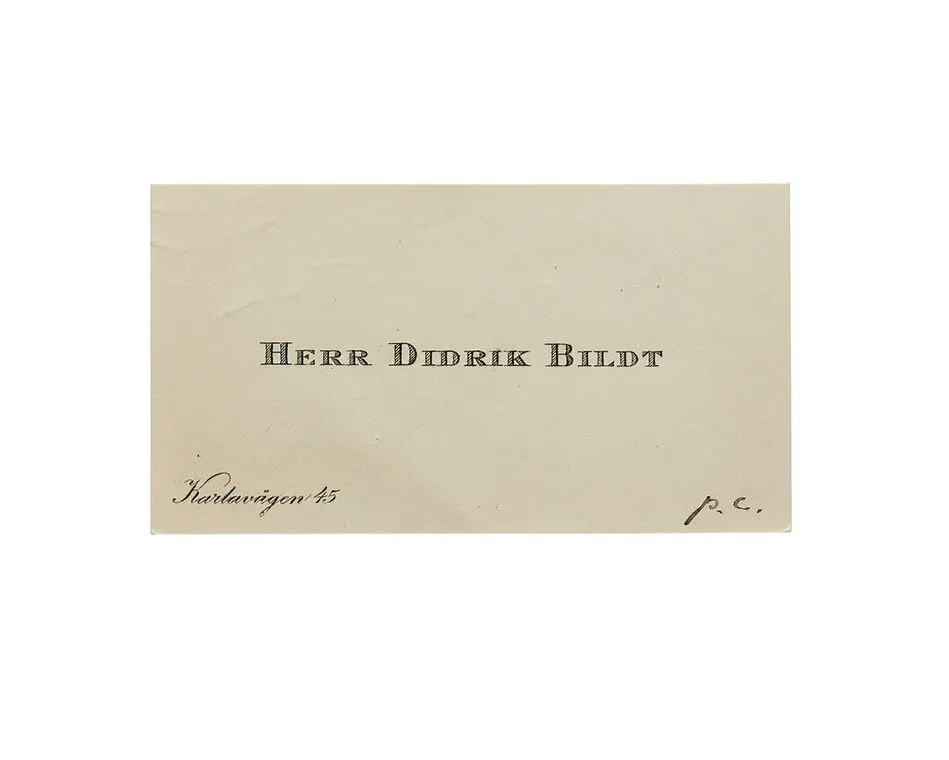 HERR DIDRIK BILDT
Karlavägen 45
p. c.